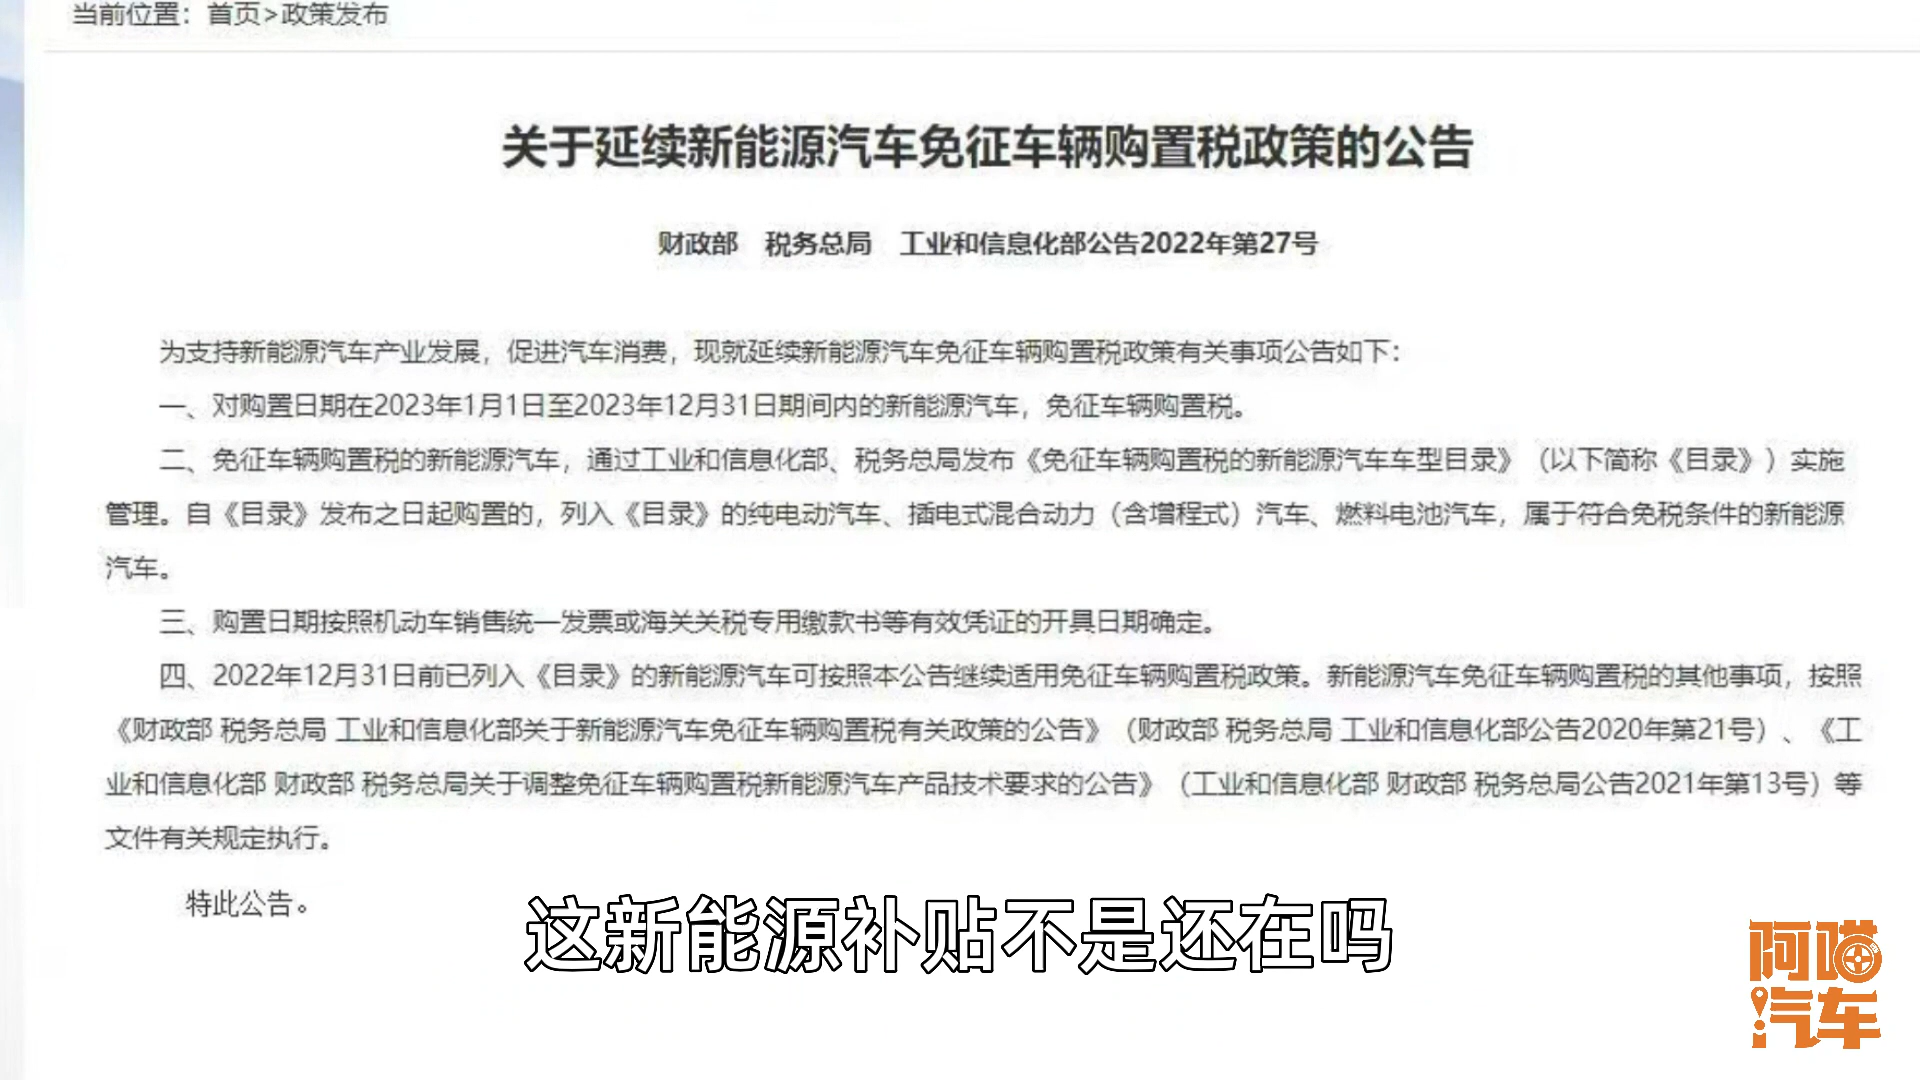 当前位置：首页>政策发布
关于延续新能源汽车免征车辆购置税政策的公告
财政部 税务总局 工业和信息化部公告2022年第27号
为支持新能源汽车产业发展，促进汽车消费，现就延续新能源汽车免征车辆购置税政策有关事项公告如下：
一、对购置日期在2023年1月1日至2023年12月31日期间内的新能源汽车，免征车辆购置税。
二、免征车辆购置税的新能源汽车，通过工业和信息化部、税务总局发布《免征车辆购置税的新能源汽车车型目录》（以下简称《目录》）实施
管理。自《目录》发布之日起购置的，列入《目录》的纯电动汽车、插电式混合动力（含增程式）汽车、燃料电池汽车，属于符合免税条件的新能源
汽车。
三、购置日期按照机动车销售统一发票或海关关税专用缴款书等有效凭证的开具日期确定。
四、2022年12月31日前已列入《目录》的新能源汽车可按照本公告继续适用免征车辆购置税政策。新能源汽车免征车辆购置税的其他事项，按照
《财政部 税务总局 工业和信息化部关于新能源汽车免征车辆购置税有关政策的公告》（财政部 税务总局 工业和信息化部公告2020年第21号）、《工
业和信息化部 财政部 税务总局关于调整免征车辆购置税新能源汽车产品技术要求的公告》（工业和信息化部 财政部 税务总局公告2021年第13号）等
文件有关规定执行。
特此公告。
这新能源补贴不是还在吗
阿喵
汽车